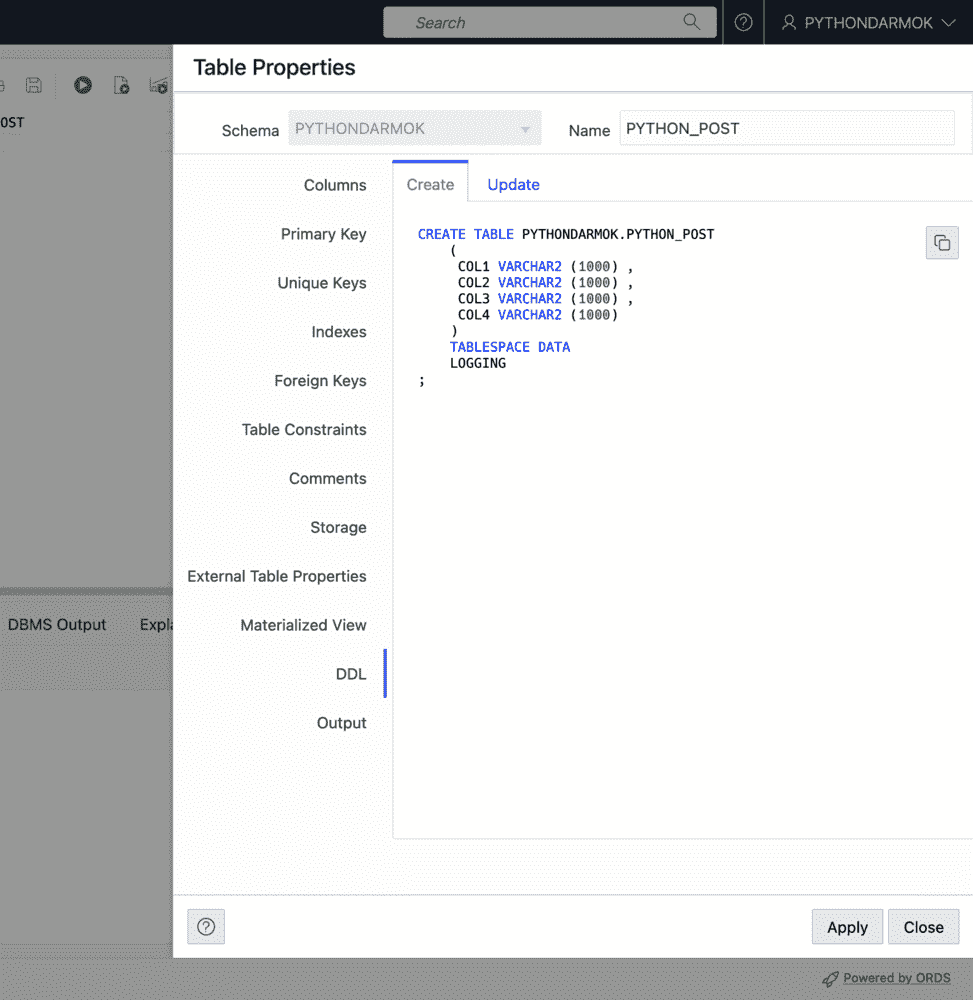 Search
PYTHONDARMOK
Table Properties
OST
Schema PYTHONDARMOK Name PYTHON_POST
Columns
Primary Key
Unique Keys
Indexes
Foreign Keys
Table Constraints
Comments
Storage
External Table Properties
Materialized View
DDL
Output
Create Update
CREATE TABLE PYTHONDARMOK.PYTHON_POST
(
COL1 VARCHAR2 (1000) ,
COL2 VARCHAR2 (1000) ,
COL3 VARCHAR2 (1000) ,
COL4 VARCHAR2 (1000)
)
TABLESPACE DATA
LOGGING
;
DBMS Output Expla
Apply Close
Powered by ORDS